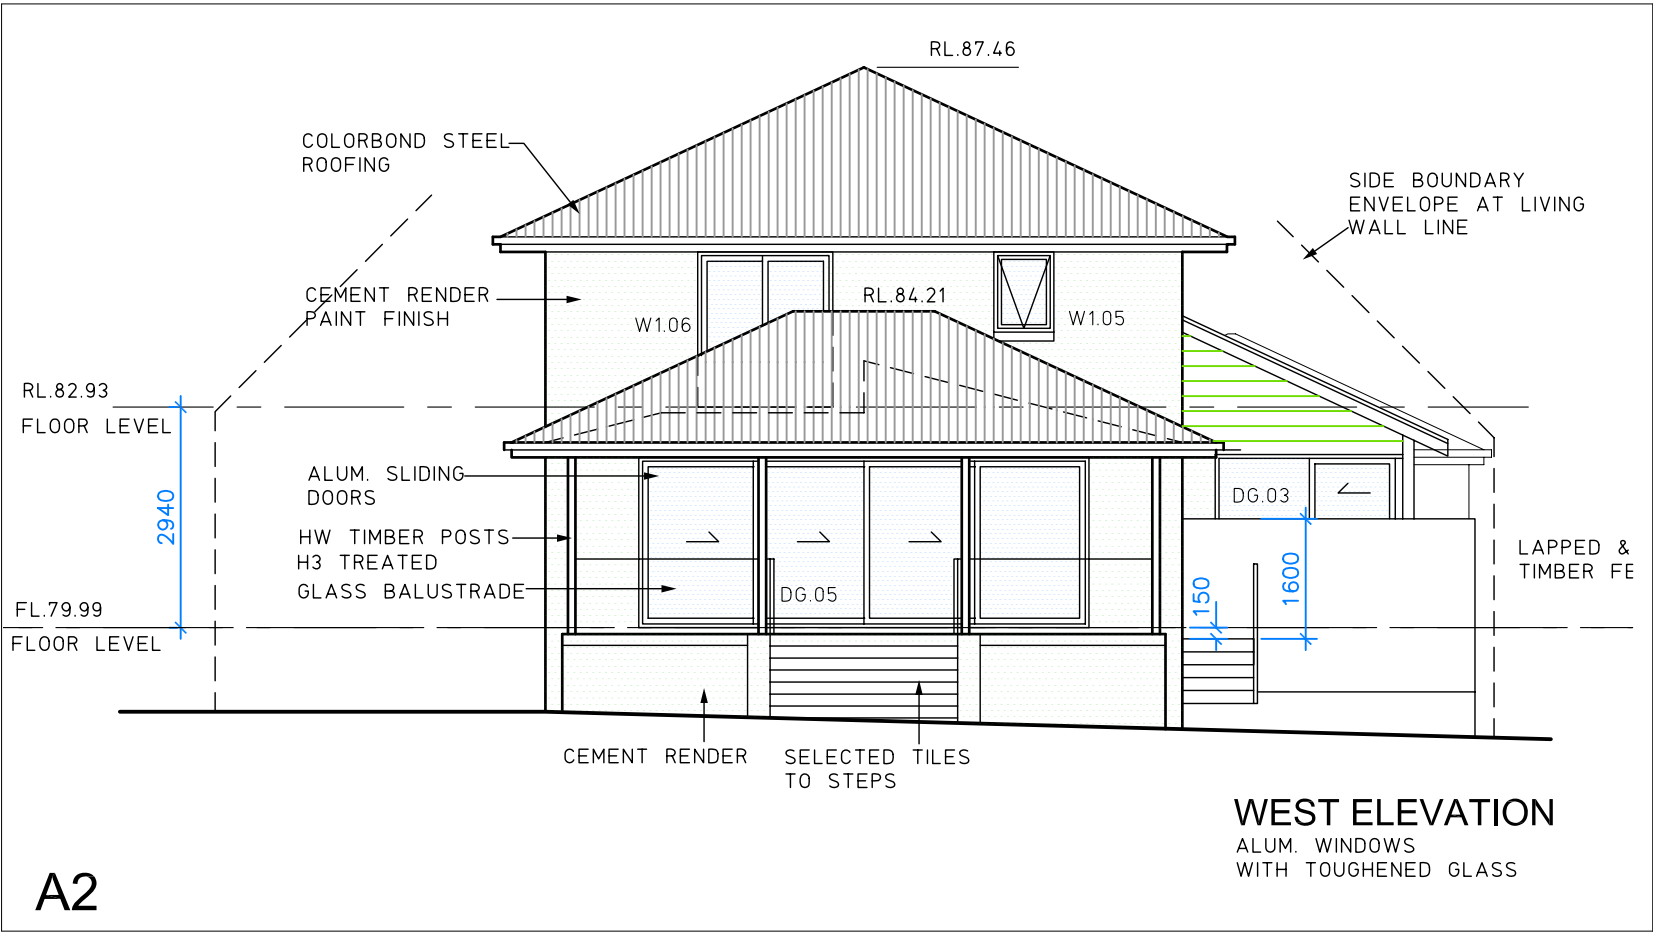 RL.87.46
COLORBOND STEEL
ROOFING
SIDE BOUNDARY
ENVELOPE AT LIVING
WALL LINE
CEMENT RENDER
PAINT FINISH
RL.84.21
W1.06
W1.05
RL.82.93
FLOOR LEVEL
ALUM. SLIDING
DOORS
2940
DG.03
HW TIMBER POSTS
H3 TREATED
GLASS BALUSTRADE
LAPPED &
TIMBER FE
DG.05
150
1600
FL.79.99
FLOOR LEVEL
CEMENT RENDER
SELECTED TILES
TO STEPS
WEST ELEVATION
ALUM. WINDOWS
WITH TOUGHENED GLASS
A2